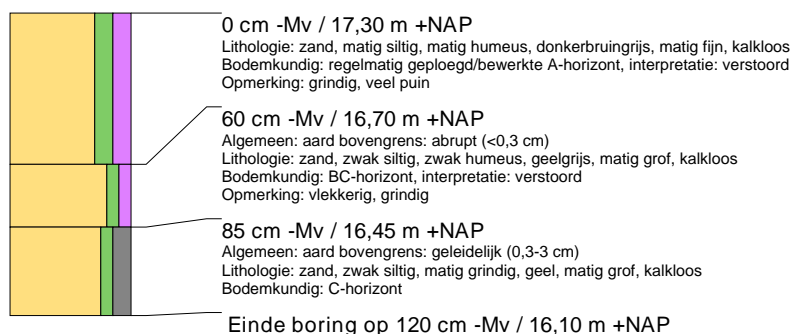 0 cm -Mv / 17,30 m +NAP
Lithologie: zand, matig siltig, matig humeus, donkerbruingrijs, matig fijn, kalkloos
Bodemkundig: regelmatig geploegd/bewerkte A-horizont, interpretatie: verstoord
Opmerking: grindig, veel puin
60 cm -Mv / 16,70 m +NAP
Algemeen: aard bovengrens: abrupt (<0,3 cm)
Lithologie: zand, zwak siltig, zwak humeus, geelgrijs, matig grof, kalkloos
Bodemkundig: BC-horizont, interpretatie: verstoord
Opmerking: vlekkerig, grindig
85 cm -Mv / 16,45 m +NAP
Algemeen: aard bovengrens: geleidelijk (0,3-3 cm)
Lithologie: zand, zwak siltig, matig grindig, geel, matig grof, kalkloos
Bodemkundig: C-horizont
Einde boring op 120 cm -Mv / 16,10 m +NAP